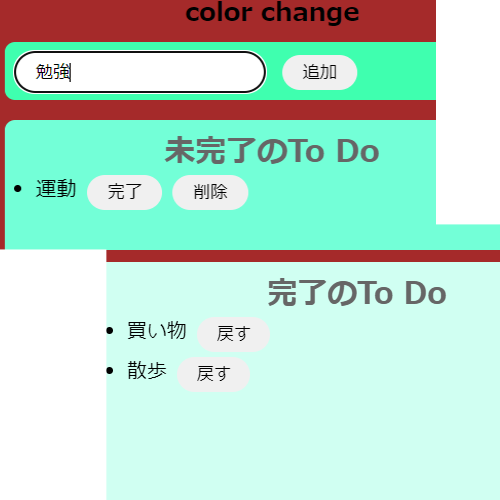 color change
勉強 追加
未完了のTo Do
運動 完了 削除
完了のTo Do
買い物 戻す
散歩 戻す